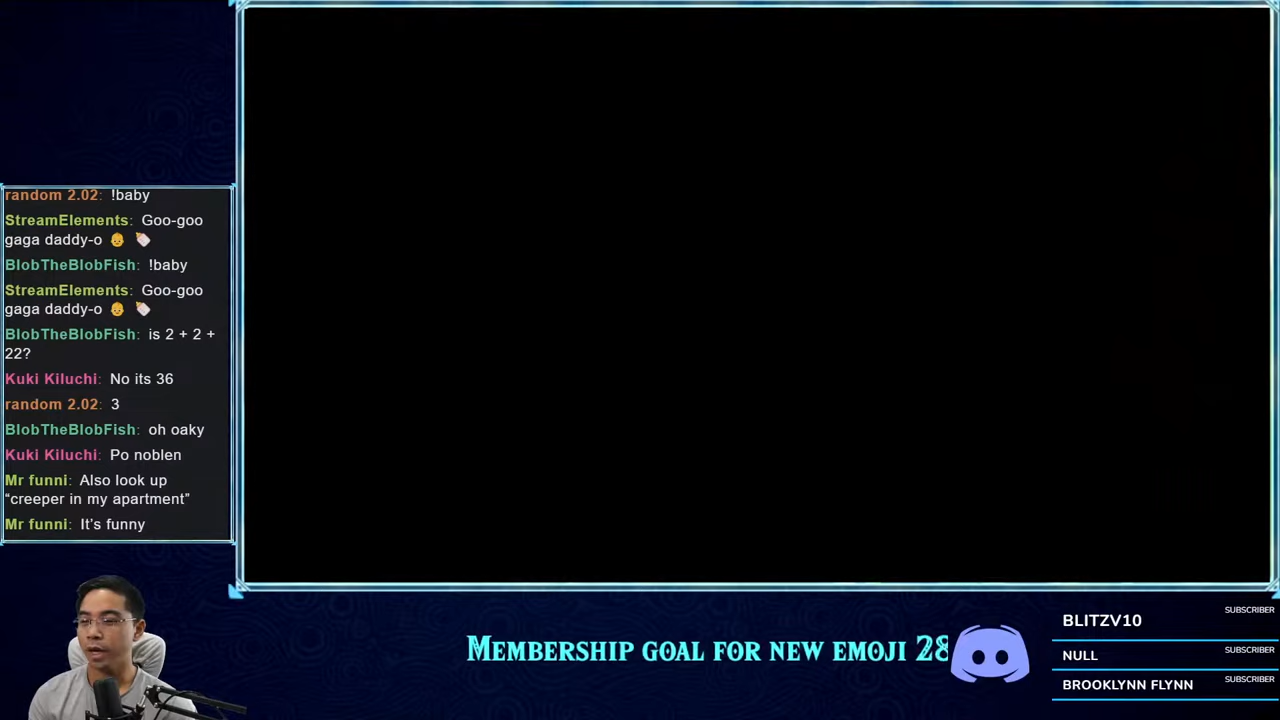 random 2.02: !baby
StreamElements: Goo-goo
gaga daddy-o 👶 🍼
BlobTheBlobFish: !baby
StreamElements: Goo-goo
gaga daddy-o 👶 🍼
BlobTheBlobFish: is 2 + 2 +
22?
Kuki Kiluchi: No its 36
random 2.02: 3
BlobTheBlobFish: oh oaky
Kuki Kiluchi: Po noblen
Mr funni: Also look up
“creeper in my apartment”
Mr funni: It’s funny
Membership goal for new emoji 28
BLITZV10 SUBSCRIBER
NULL SUBSCRIBER
BROOKLYNN FLYNN SUBSCRIBER